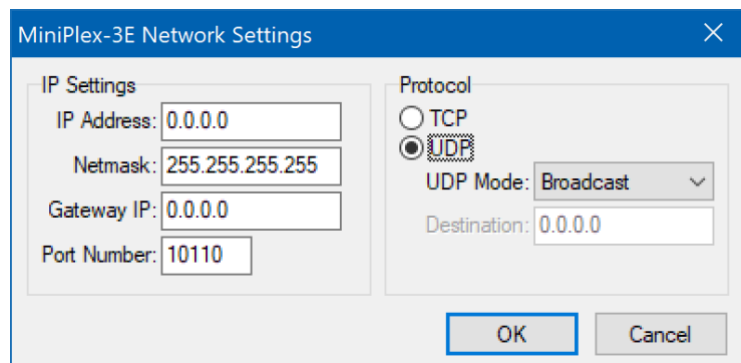 MiniPlex-3E Network Settings
IP Settings
IP Address: 0.0.0.0
Netmask: 255.255.255.255
Gateway IP: 0.0.0.0
Port Number: 10110
Protocol
TCP
UDP
UDP Mode: Broadcast
Destination: 0.0.0.0
OK
Cancel